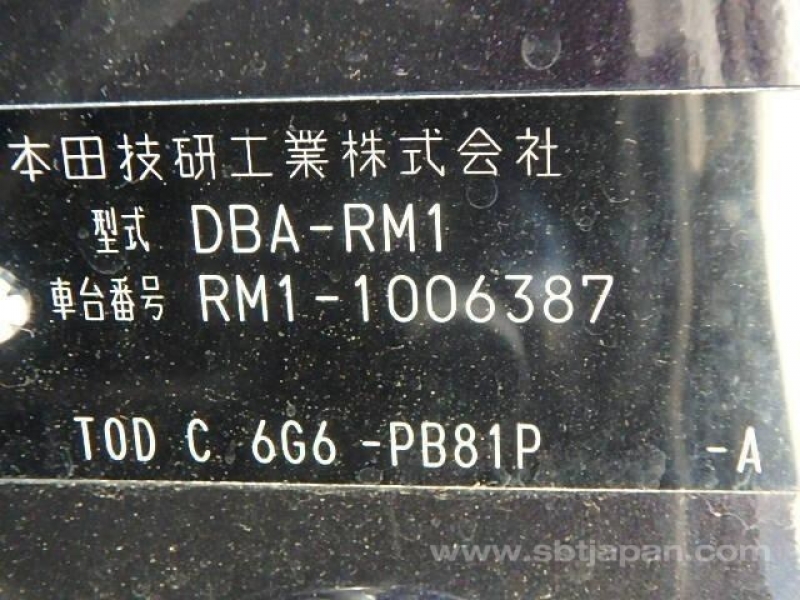 本田技研工業株式会社
型式 DBA-RM1
車台番号 RM1-1006387
TOD C 6G6 -PB81P -A
www.sbtjapan.com